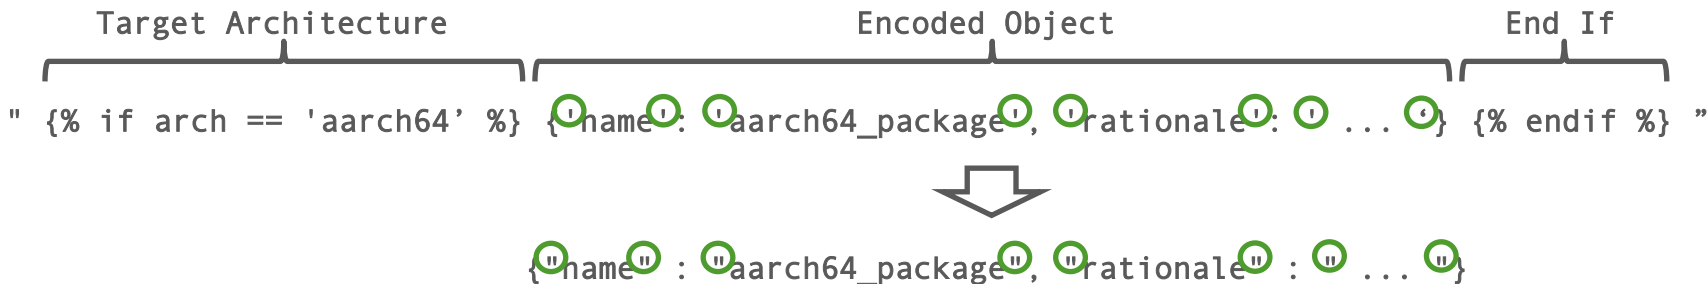 Target Architecture Encoded Object End If
" {% if arch == 'aarch64’ %} {'name': 'aarch64_package', 'rationale': ' ... ‘} {% endif %} ”
{"name" : "aarch64_package", "rationale" : " ... "}